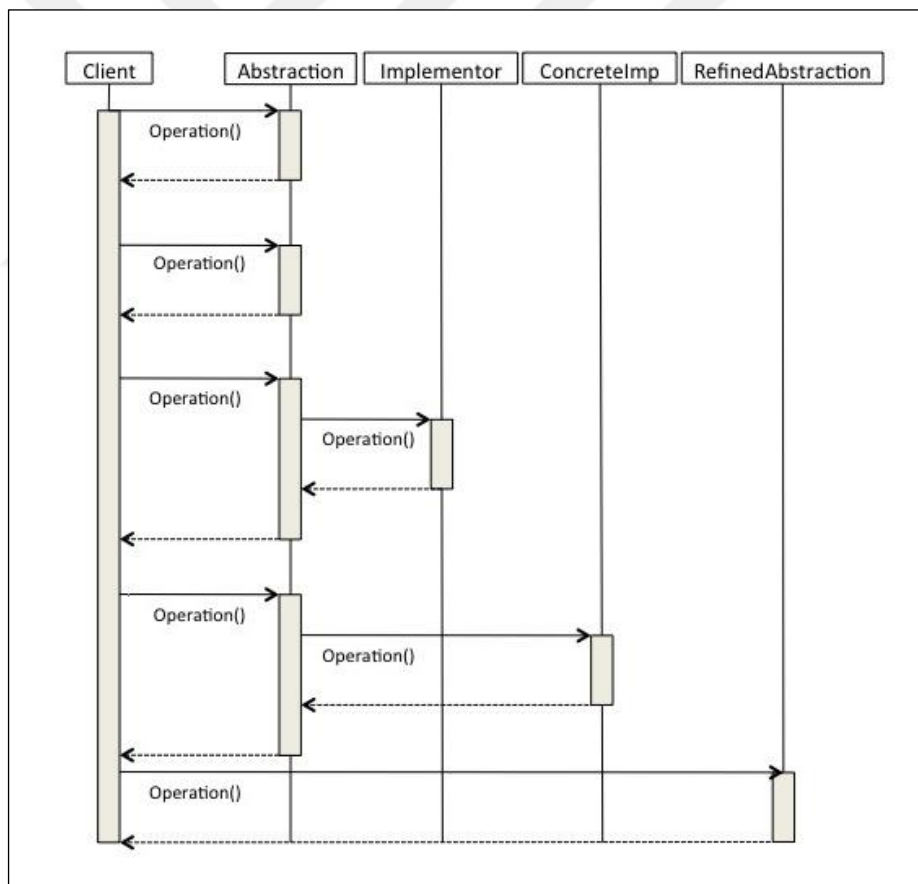 Client Abstraction Implementor ConcreteImp RefinedAbstraction
Operation()
Operation()
Operation()
Operation()
Operation()
Operation()
Operation()